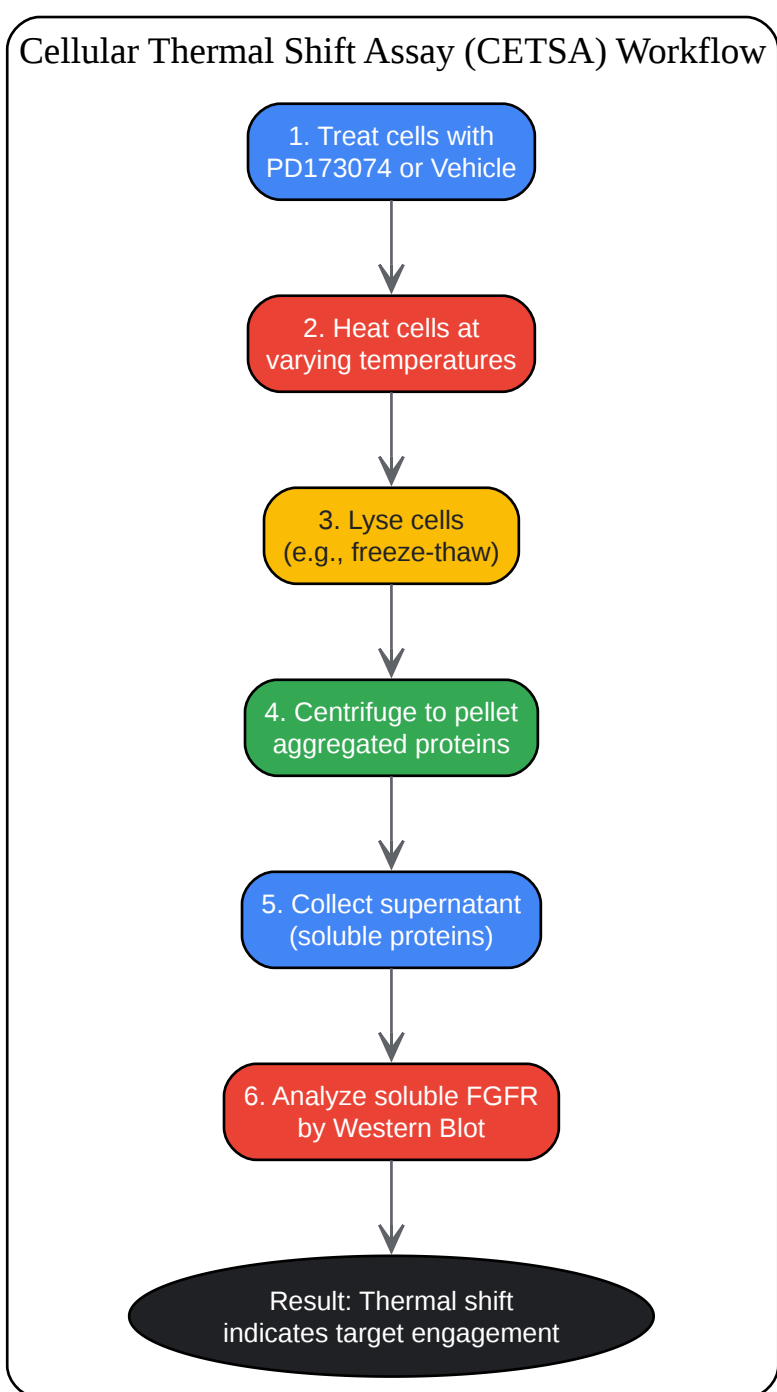 Cellular Thermal Shift Assay (CETSA) Workflow
1. Treat cells with
PD173074 or Vehicle
2. Heat cells at
varying temperatures
3. Lyse cells
(e.g., freeze-thaw)
4. Centrifuge to pellet
aggregated proteins
5. Collect supernatant
(soluble proteins)
6. Analyze soluble FGFR
by Western Blot
Result: Thermal shift
indicates target engagement